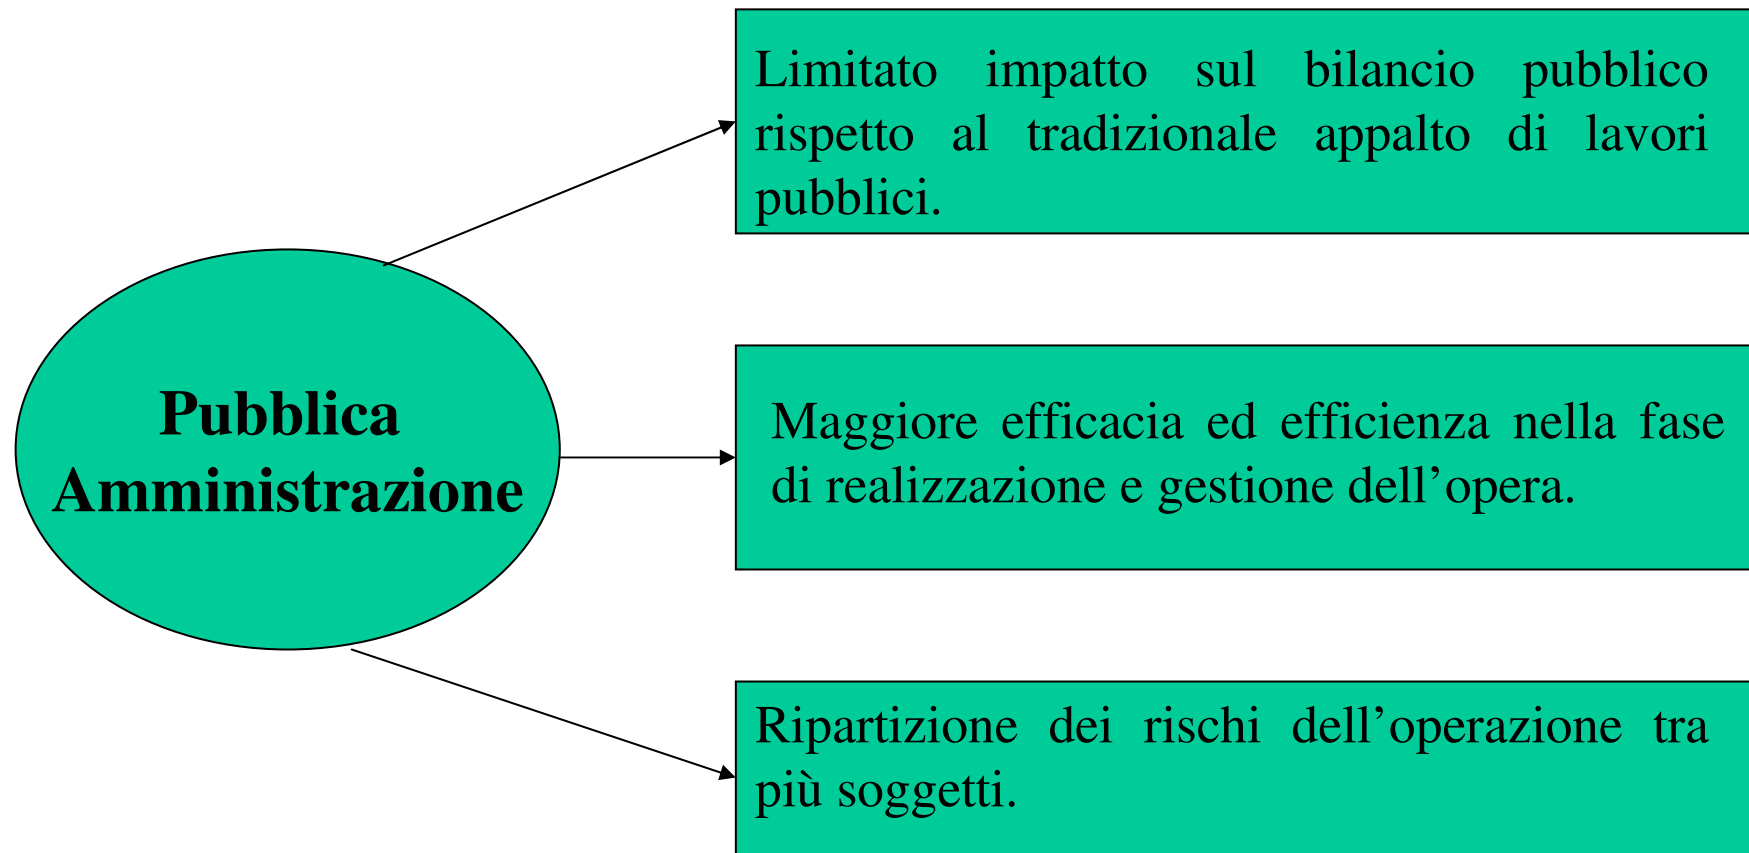 Limitato impatto sul bilancio pubblico
rispetto al tradizionale appalto di lavori
pubblici.
Pubblica
Amministrazione
Maggiore efficacia ed efficienza nella fase
di realizzazione e gestione dell’opera.
Ripartizione dei rischi dell’operazione tra
più soggetti.